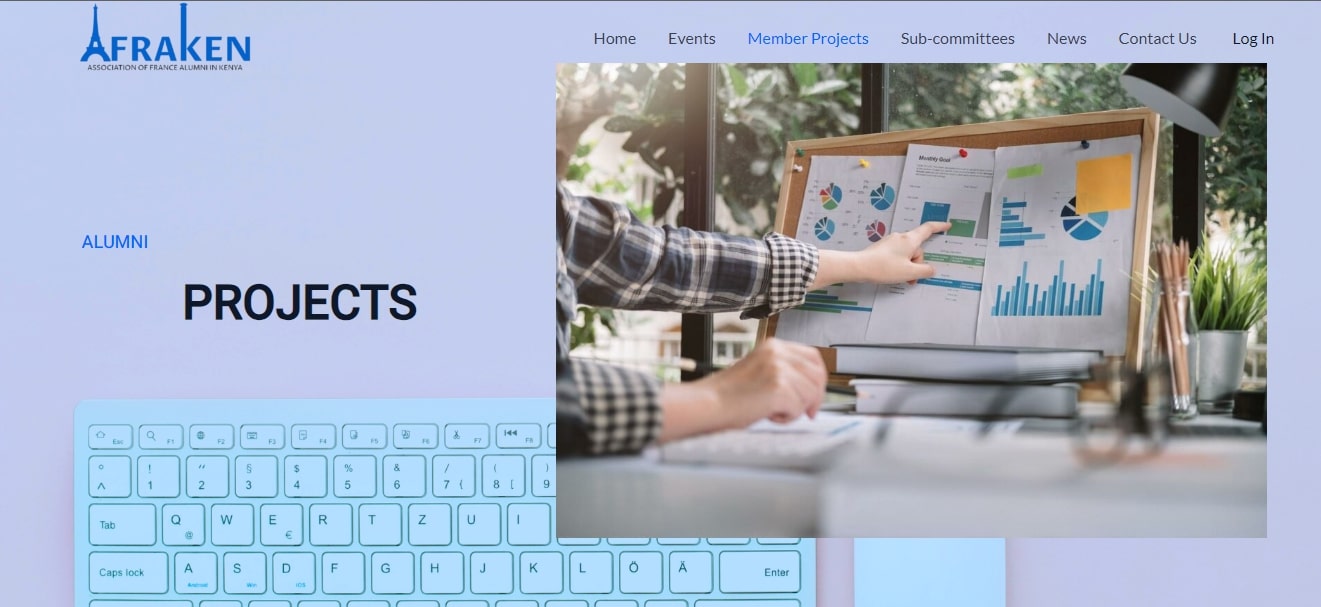 AFRAKEN
ASSOCIATION OF FRANCE ALUMNI IN KENYA
Home Events Member Projects Sub-committees News Contact Us Log In
ALUMNI
PROJECTS
Monthly Goal
Esc F1 F2 F3 F4 F5 F6 F7 F8
° ! " § $ % & / ( )
^ 1 2 3 4 5 6 7 { 8 [ 9
Tab Q @ W E € R T Z U I
Caps lock A Android S Win D iOS F G H J K L Ö Ä Enter